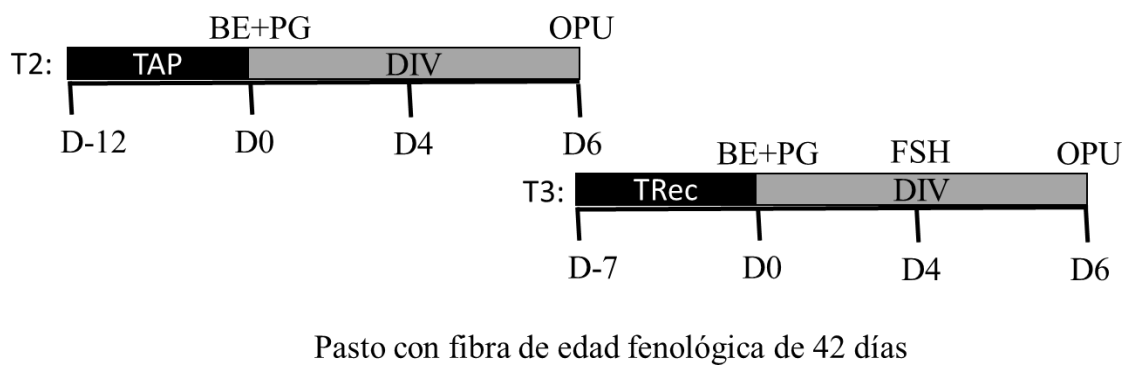 BE+PG OPU
T2: TAP DIV
D-12 D0 D4 D6
BE+PG FSH OPU
T3: TRec DIV
D-7 D0 D4 D6
Pasto con fibra de edad fenológica de 42 días